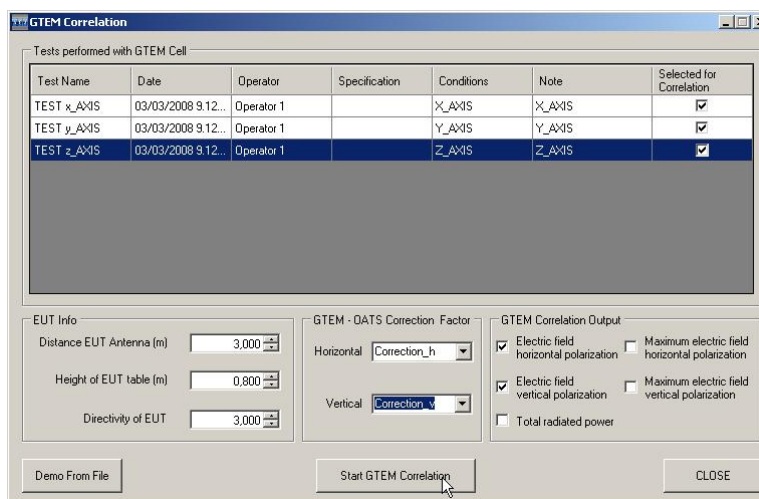 GTEM Correlation
Tests performed with GTEM Cell
Test Name Date Operator Specification Conditions Note Selected for Correlation
TEST x_AXIS 03/03/2008 9.12... Operator 1 X_AXIS X_AXIS
TEST y_AXIS 03/03/2008 9.12... Operator 1 Y_AXIS Y_AXIS
TEST z_AXIS 03/03/2008 9.12... Operator 1 Z_AXIS Z_AXIS
EUT Info
Distance EUT Antenna (m) 3,000
Height of EUT table (m) 0,800
Directivity of EUT 3,000
GTEM - OATS Correction Factor
Horizontal Correction_h
Vertical Correction_v
GTEM Correlation Output
Electric field horizontal polarization
Maximum electric field horizontal polarization
Electric field vertical polarization
Maximum electric field vertical polarization
Total radiated power
Demo From File
Start GTEM Correlation
CLOSE